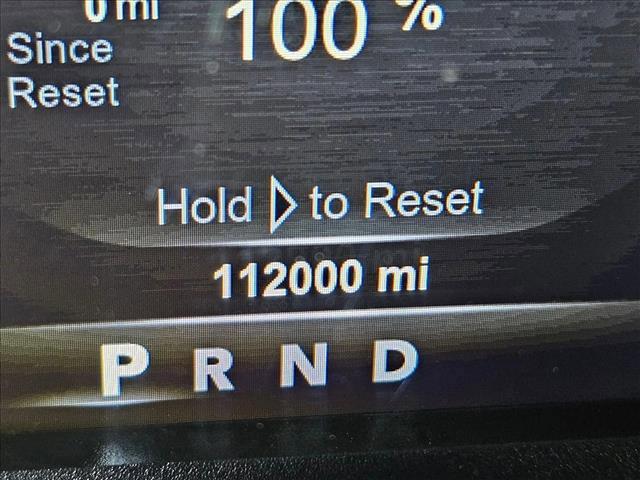 0 mi
Since 100 %
Reset
Hold ▷ to Reset
112000 mi
P R N D